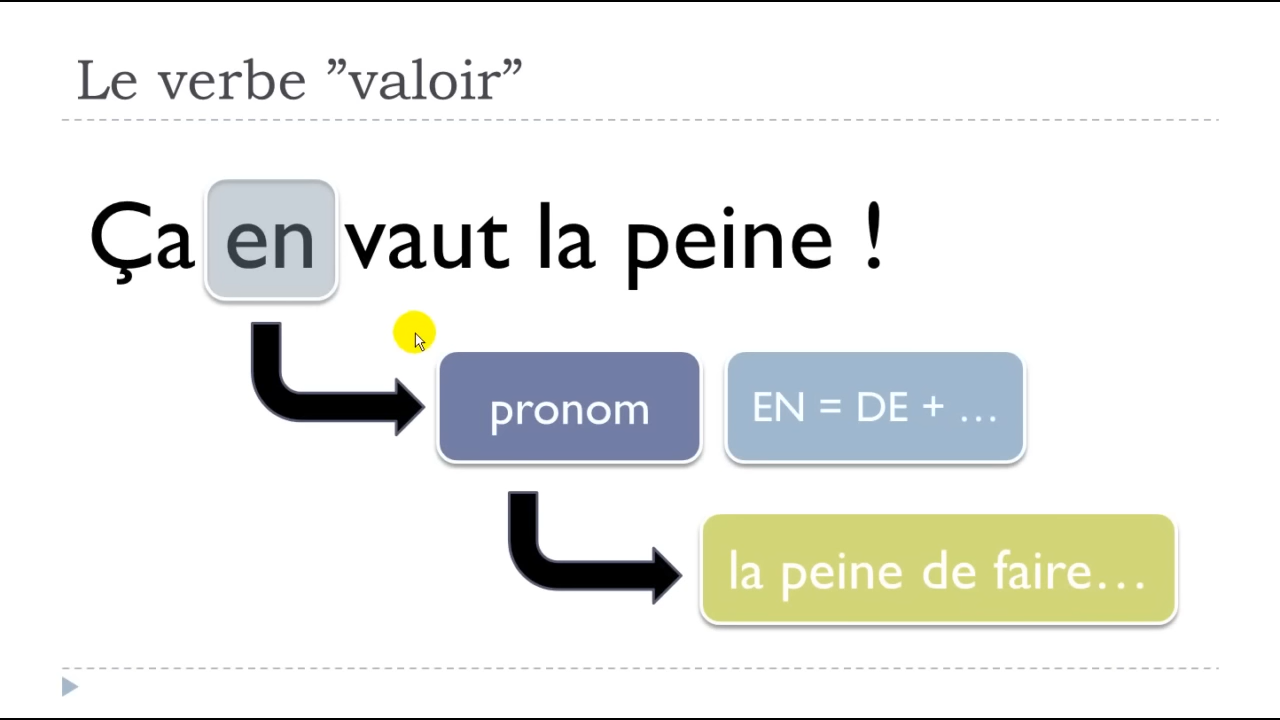 Le verbe ”valoir”
Ça en vaut la peine !
pronom
EN = DE + …
la peine de faire…